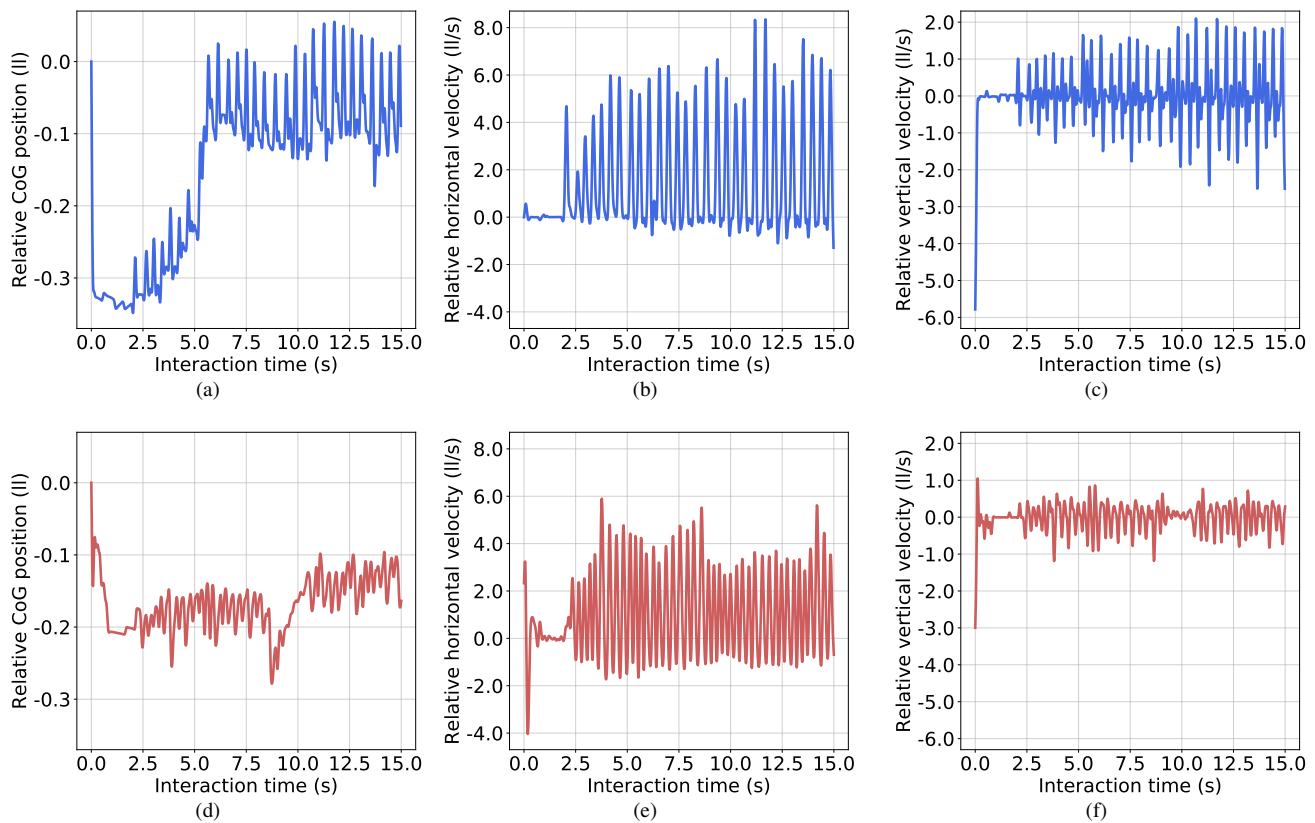 Relative CoG position (ll)
0.0
-0.1
-0.2
-0.3
0.0 2.5 5.0 7.5 10.0 12.5 15.0
Interaction time (s)
(a)
Relative horizontal velocity (ll/s)
8.0
6.0
4.0
2.0
0.0
-2.0
-4.0
0.0 2.5 5.0 7.5 10.0 12.5 15.0
Interaction time (s)
(b)
Relative vertical velocity (ll/s)
2.0
1.0
0.0
-1.0
-2.0
-3.0
-4.0
-5.0
-6.0
0.0 2.5 5.0 7.5 10.0 12.5 15.0
Interaction time (s)
(c)
Relative CoG position (ll)
0.0
-0.1
-0.2
-0.3
0.0 2.5 5.0 7.5 10.0 12.5 15.0
Interaction time (s)
(d)
Relative horizontal velocity (ll/s)
8.0
6.0
4.0
2.0
0.0
-2.0
-4.0
0.0 2.5 5.0 7.5 10.0 12.5 15.0
Interaction time (s)
(e)
Relative vertical velocity (ll/s)
2.0
1.0
0.0
-1.0
-2.0
-3.0
-4.0
-5.0
-6.0
0.0 2.5 5.0 7.5 10.0 12.5 15.0
Interaction time (s)
(f)